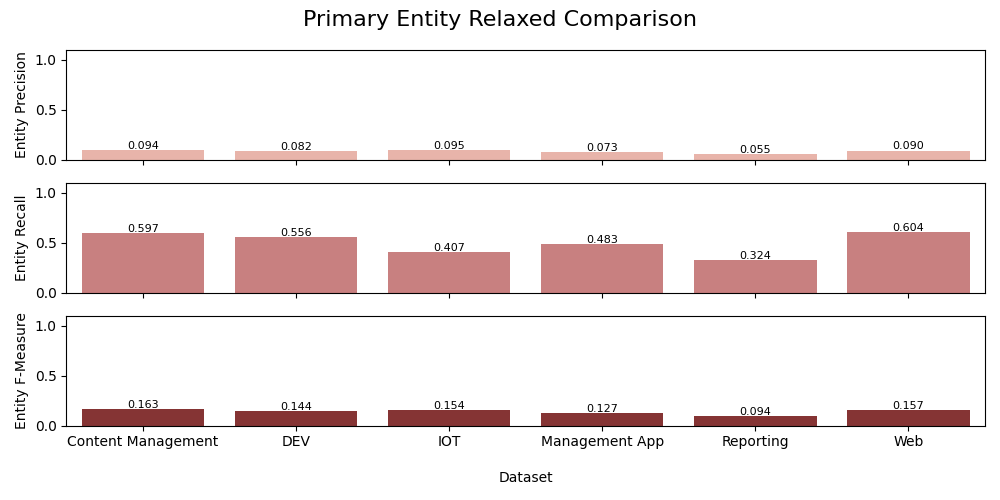 Primary Entity Relaxed Comparison
Entity Precision
1.0
0.5
0.0
0.094 0.082 0.095 0.073 0.055 0.090
Entity Recall
1.0
0.5
0.0
0.597 0.556 0.407 0.483 0.324 0.604
Entity F-Measure
1.0
0.5
0.0
0.163 0.144 0.154 0.127 0.094 0.157
Content Management DEV IOT Management App Reporting Web
Dataset